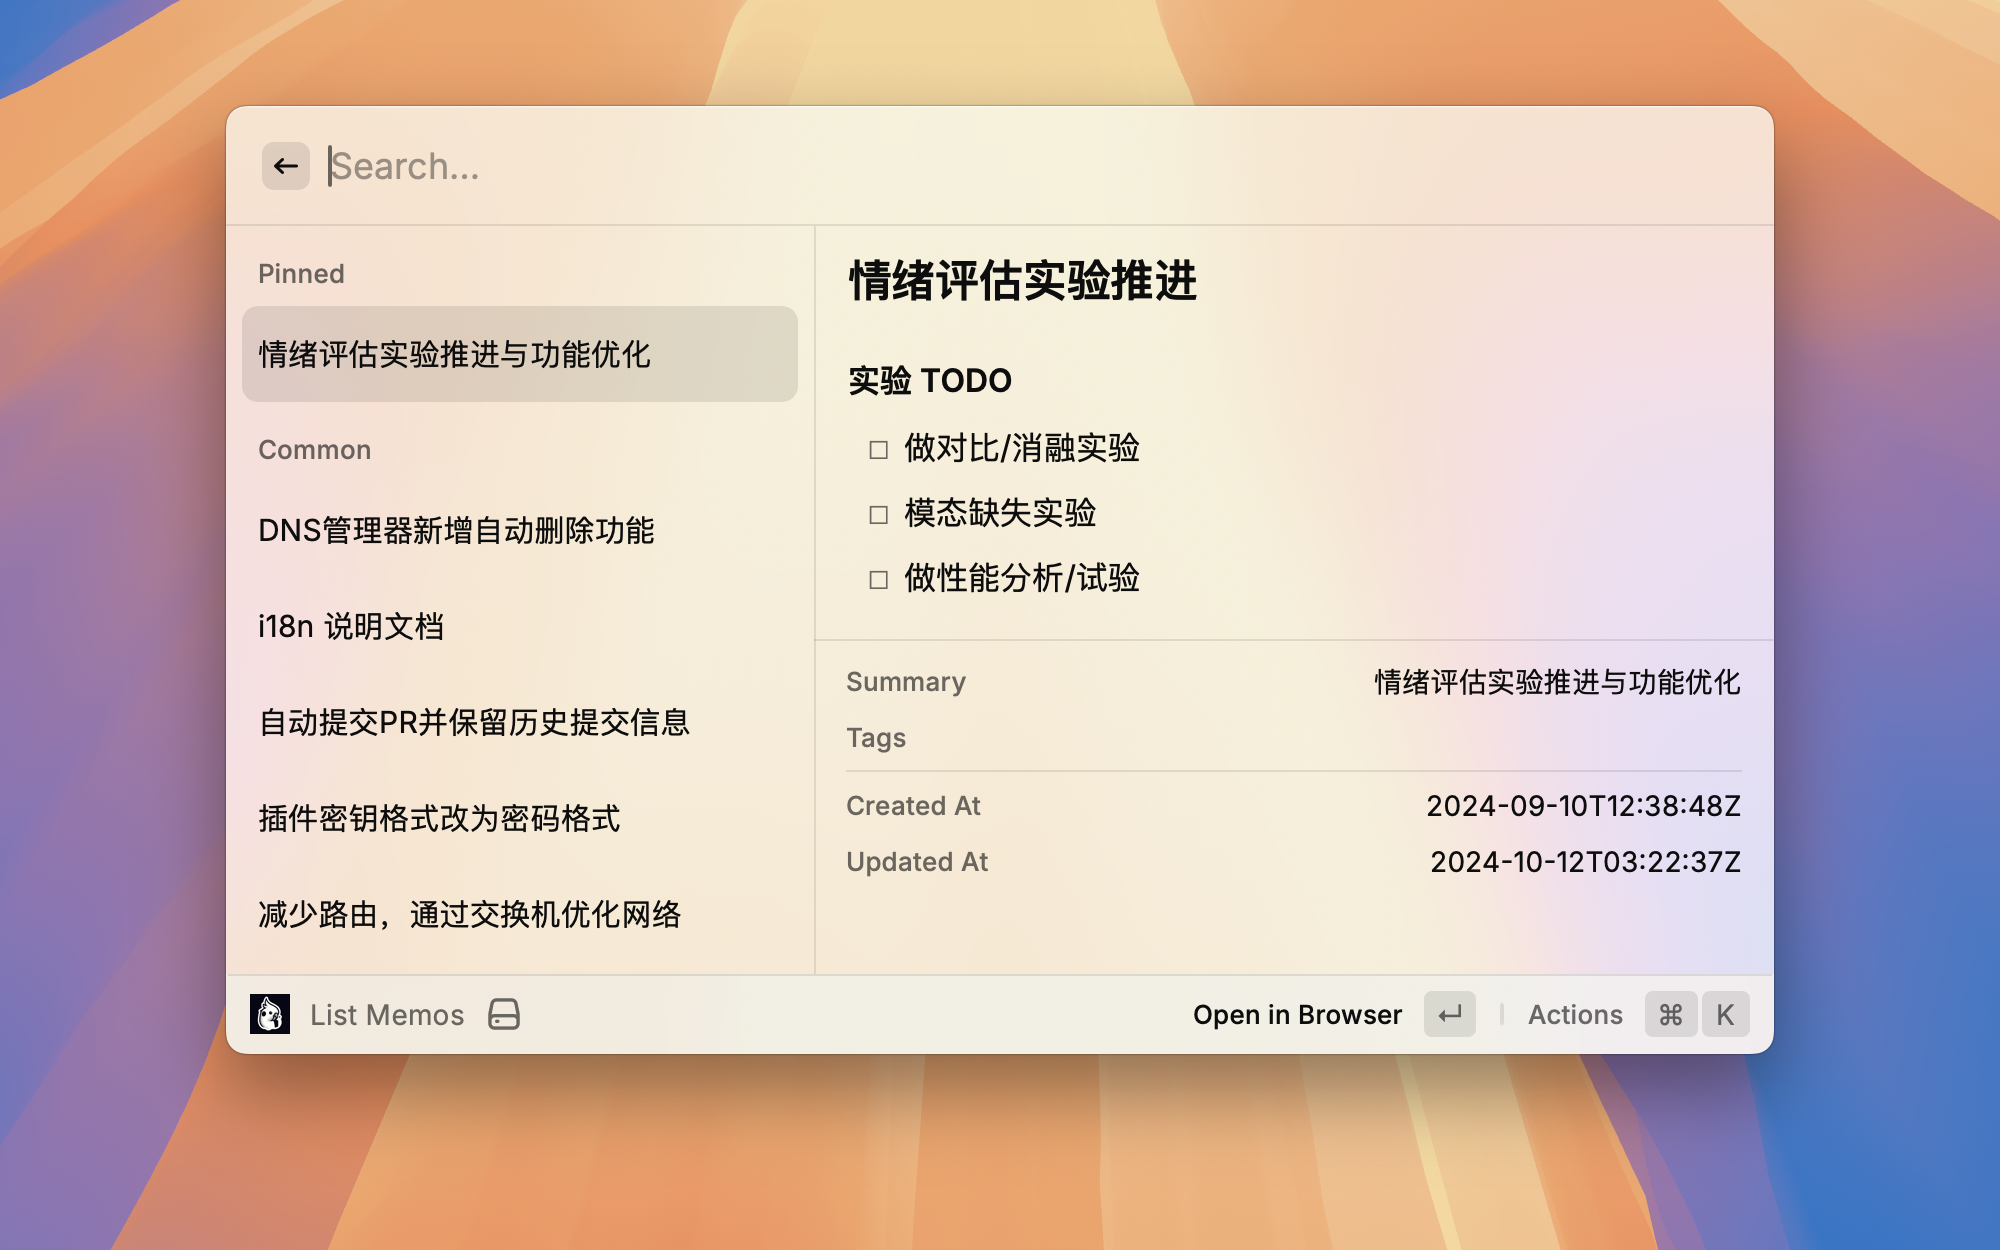 Search...
Pinned
情绪评估实验推进与功能优化
Common
DNS管理器新增自动删除功能
i18n 说明文档
自动提交PR并保留历史提交信息
插件密钥格式改为密码格式
减少路由，通过交换机优化网络
情绪评估实验推进
实验 TODO
做对比/消融实验
模态缺失实验
做性能分析/试验
Summary 情绪评估实验推进与功能优化
Tags
Created At 2024-09-10T12:38:48Z
Updated At 2024-10-12T03:22:37Z
List Memos Open in Browser Actions ⌘ K